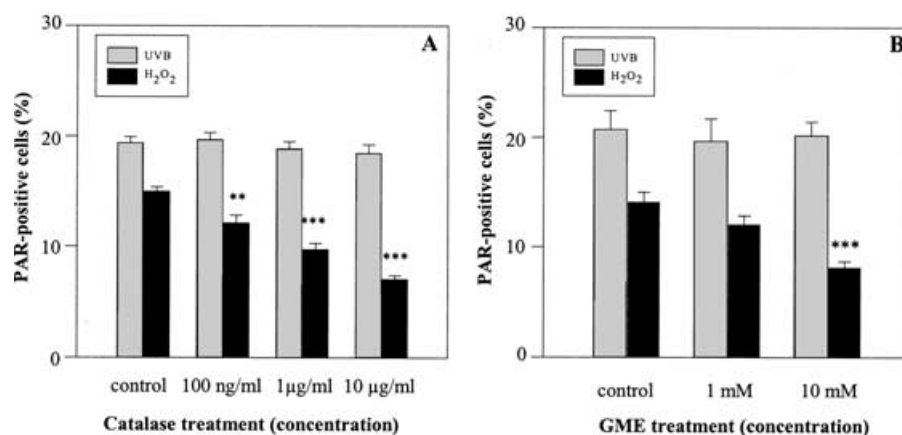 A
UVB
H2O2
PAR-positive cells (%)
30
20
10
0
**
***
***
control 100 ng/ml 1µg/ml 10 µg/ml
Catalase treatment (concentration)
B
UVB
H2O2
PAR-positive cells (%)
30
20
10
0
***
control 1 mM 10 mM
GME treatment (concentration)